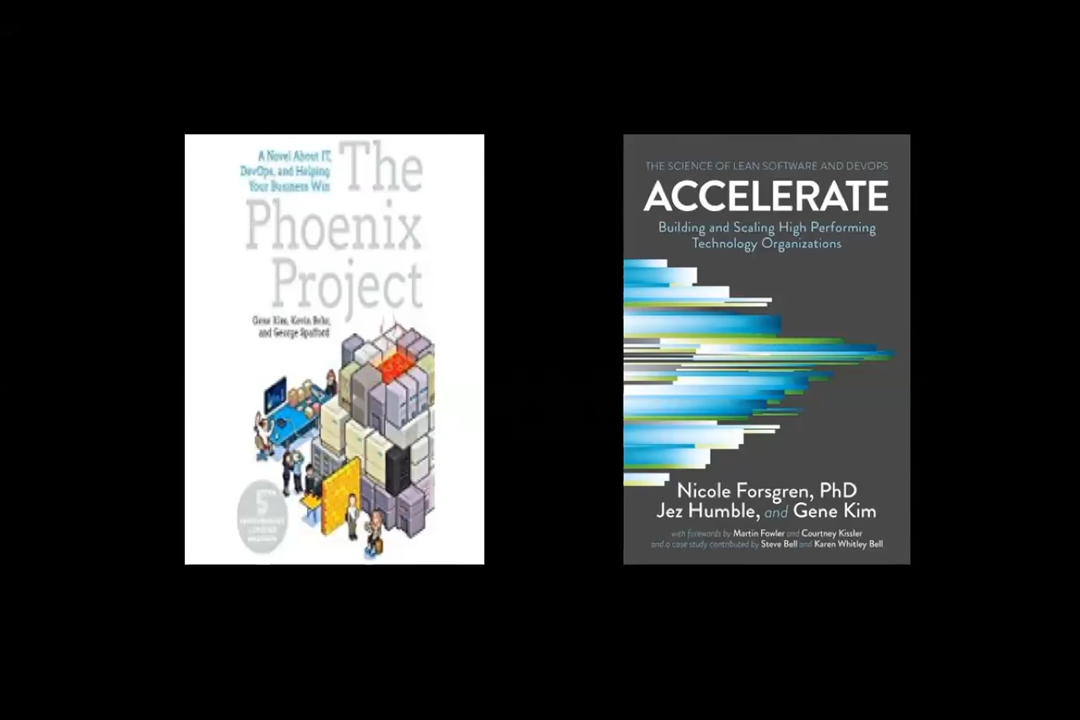 A Novel About IT,
DevOps, and Helping
Your Business Win
The
Phoenix
Project
Gene Kim, Kevin Behr,
and George Spafford
5
THE SCIENCE OF LEAN SOFTWARE AND DEVOPS
ACCELERATE
Building and Scaling High Performing
Technology Organizations
Nicole Forsgren, PhD
Jez Humble, and Gene Kim
with forewords by Martin Fowler and Courtney Kissler
and a case study contributed by Steve Bell and Karen Whitley Bell